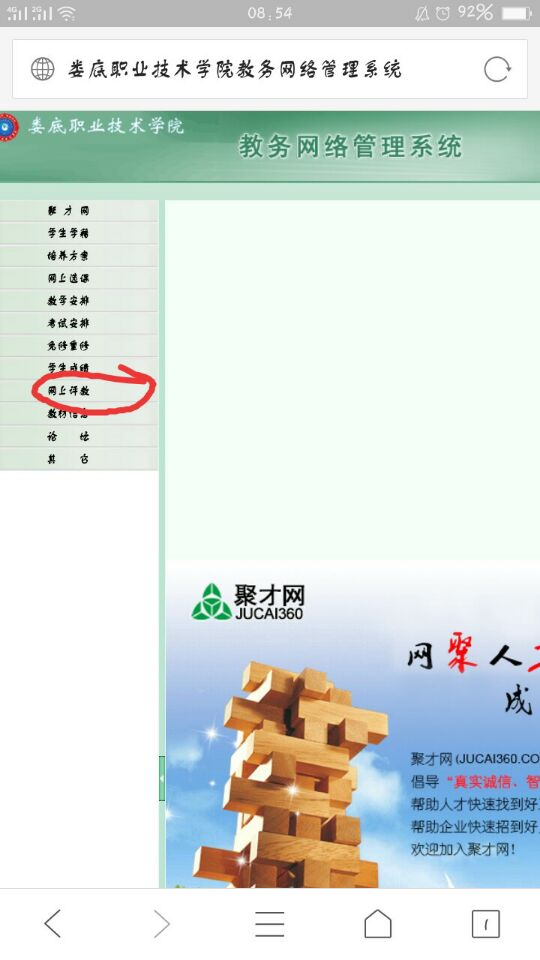 4G 2G 08:54 92%
娄底职业技术学院教务网络管理系统
娄底职业技术学院
教务网络管理系统
聚 才 网
学生学籍
培养方案
网上选课
教学安排
考试安排
免修重修
学生成绩
网上评教
教材信息
论 坛
其 它
聚才网
JUCAI360
网聚人
成
聚才网(JUCAI360.CO
倡导“真实诚信、智
帮助人才快速找到好
帮助企业快速招到好
欢迎加入聚才网!
1